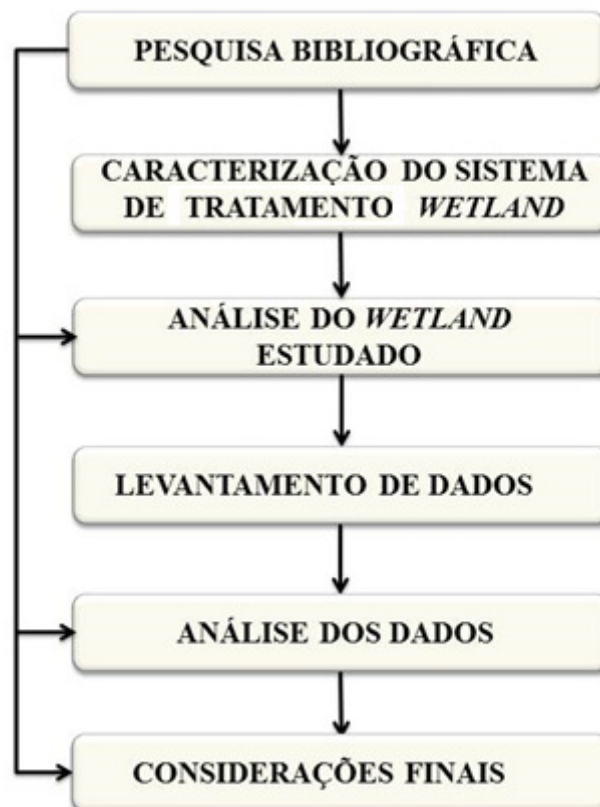 PESQUISA BIBLIOGRÁFICA
CARACTERIZAÇÃO DO SISTEMA
DE TRATAMENTO WETLAND
ANÁLISE DO WETLAND
ESTUDADO
LEVANTAMENTO DE DADOS
ANÁLISE DOS DADOS
CONSIDERAÇÕES FINAIS